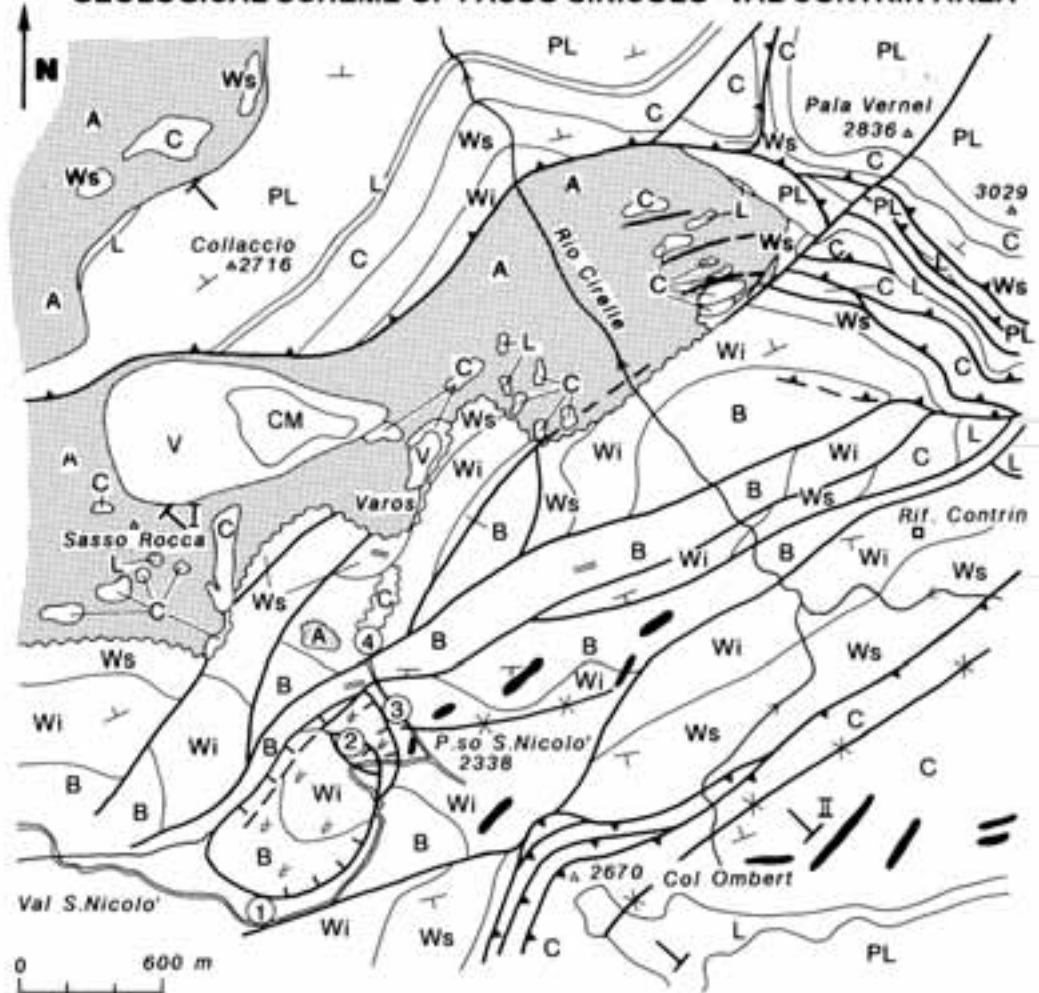 GEOLOGICAL SCHEME OF PASSO S.NICOLO'- VAL CONTRIN AREA
N
Ws PL C PL
A C C Pala Vernel
C Ws 2836 PL
Ws Ws C
PL L Wi A PL PL 3029
L Collaccio C C L Ws C
2716 A Rio Cirelle C C L Ws
A C Ws PL
L Wi C
C C
CM Ws B
V Wi Wi Wi C L
A V Ws L
C Varos B B Ws
I C B Wi B Rif. Contrin
Sasso Rocca Wi
L Ws C Ws
C A 4 B B Wi Ws
Ws B Wi
3
Wi Wi B 2 P.so S.Nicolo' Ws C
2338 C
B B Wi Wi II
B
2670 Col Ombert
Val S.Nicolo' 1
Wi Ws C L PL
0 600 m